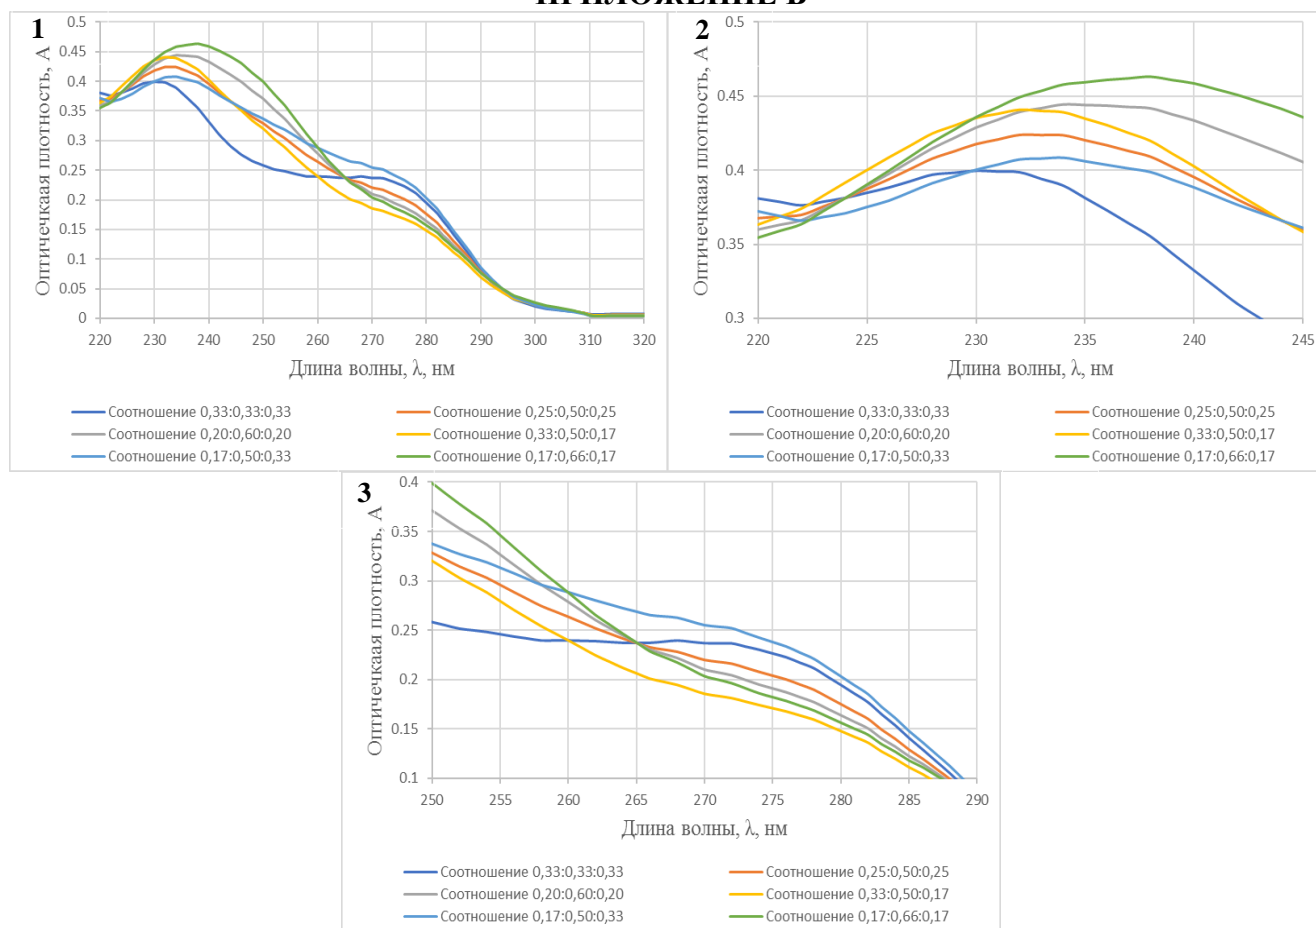 ПРИЛОЖЕНИЕ В
1
Оптичечкаая плотность, А
0.5
0.45
0.4
0.35
0.3
0.25
0.2
0.15
0.1
0.05
0
220 230 240 250 260 270 280 290 300 310 320
Длина волны, λ, нм
Соотношение 0,33:0,33:0,33 Соотношение 0,25:0,50:0,25
Соотношение 0,20:0,60:0,20 Соотношение 0,33:0,50:0,17
Соотношение 0,17:0,50:0,33 Соотношение 0,17:0,66:0,17
2
Оптичечкаая плотность, А
0.5
0.45
0.4
0.35
0.3
220 225 230 235 240 245
Длина волны, λ, нм
Соотношение 0,33:0,33:0,33 Соотношение 0,25:0,50:0,25
Соотношение 0,20:0,60:0,20 Соотношение 0,33:0,50:0,17
Соотношение 0,17:0,50:0,33 Соотношение 0,17:0,66:0,17
3
Оптичечкаая плотность, А
0.4
0.35
0.3
0.25
0.2
0.15
0.1
250 255 260 265 270 275 280 285 290
Длина волны, λ, нм
Соотношение 0,33:0,33:0,33 Соотношение 0,25:0,50:0,25
Соотношение 0,20:0,60:0,20 Соотношение 0,33:0,50:0,17
Соотношение 0,17:0,50:0,33 Соотношение 0,17:0,66:0,17